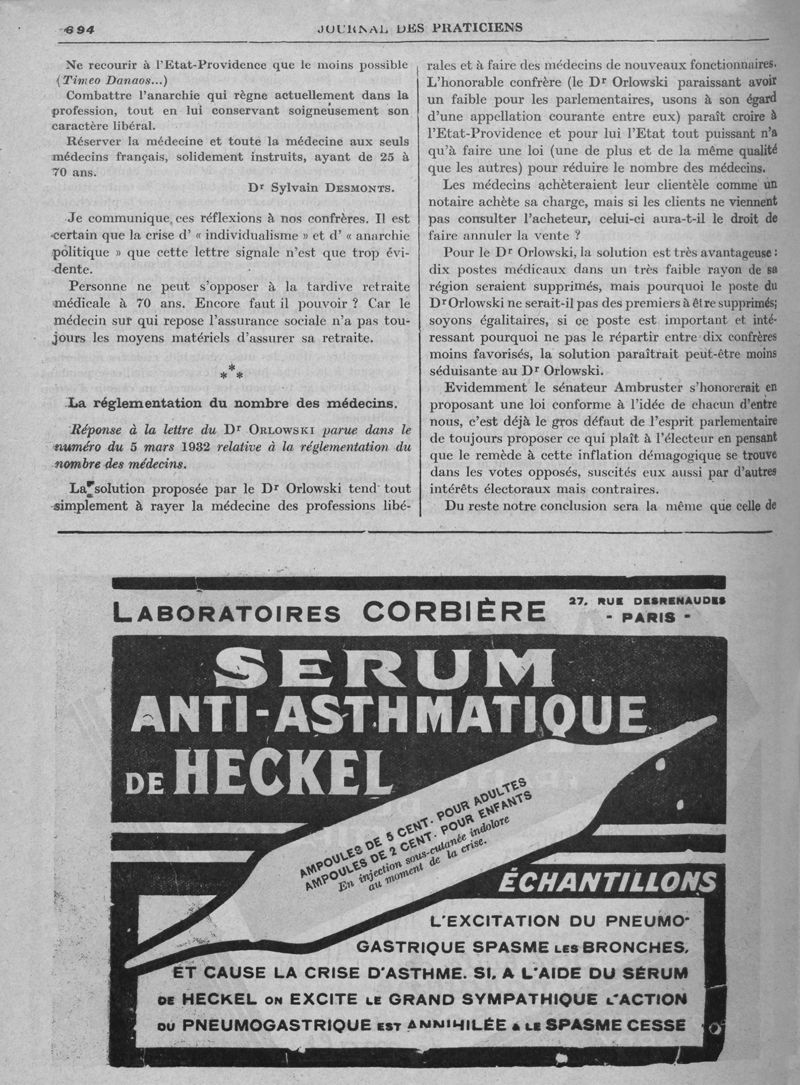 694
JOURNAL DES PRATICIENS
Ne recourir à l'Etat-Providence que le moins possible
(Timeo Danaos...)
Combattre l'anarchie qui règne actuellement dans la
profession, tout en lui conservant soigneusement son
caractère libéral.
Réserver la médecine et toute la médecine aux seuls
médecins français, solidement instruits, ayant de 25 à
70 ans.
Dr Sylvain DESMONTS.
Je communique ces réflexions à nos confrères. Il est
certain que la crise d' « individualisme » et d' « anarchie
politique » que cette lettre signale n'est que trop évi-
dente.
Personne ne peut s'opposer à la tardive retraite
médicale à 70 ans. Encore faut il pouvoir ? Car le
médecin sur qui repose l'assurance sociale n'a pas tou-
jours les moyens matériels d'assurer sa retraite.
*
* *
La réglementation du nombre des médecins.
Réponse à la lettre du Dr ORLOWSKI parue dans le
numéro du 5 mars 1932 relative à la réglementation du
nombre des médecins.
La solution proposée par le Dr Orlowski tend tout
simplement à rayer la médecine des professions libé-
rales et à faire des médecins de nouveaux fonctionnaires.
L'honorable confrère (le Dr Orlowski paraissant avoir
un faible pour les parlementaires, usons à son égard
d'une appellation courante entre eux) paraît croire à
l'Etat-Providence et pour lui l'Etat tout puissant n'a
qu'à faire une loi (une de plus et de la même qualité
que les autres) pour réduire le nombre des médecins.
Les médecins achèteraient leur clientèle comme un
notaire achète sa charge, mais si les clients ne viennent
pas consulter l'acheteur, celui-ci aura-t-il le droit de
faire annuler la vente ?
Pour le Dr Orlowski, la solution est très avantageuse :
dix postes médicaux dans un très faible rayon de sa
région seraient supprimés, mais pourquoi le poste du
Dr Orlowski ne serait-il pas des premiers à être supprimés;
soyons égalitaires, si ce poste est important et inté-
ressant pourquoi ne pas le répartir entre dix confrères
moins favorisés, la solution paraîtrait peut-être moins
séduisante au Dr Orlowski.
Evidemment le sénateur Ambruster s'honorerait en
proposant une loi conforme à l'idée de chacun d'entre
nous, c'est déjà le gros défaut de l'esprit parlementaire
de toujours proposer ce qui plaît à l'électeur en pensant
que le remède à cette inflation démagogique se trouve
dans les votes opposés, suscités eux aussi par d'autres
intérêts électoraux mais contraires.
Du reste notre conclusion sera la même que celle de
LABORATOIRES CORBIÈRE
27, RUE DESRENAUDES
- PARIS -
SERUM
ANTI-ASTHMATIQUE
DE HECKEL
AMPOULES DE 5 CENT. POUR ADULTES
AMPOULES DE 2 CENT. POUR ENFANTS
En injection sous-cutanée indolore
au moment de la crise.
ÉCHANTILLONS
L'EXCITATION DU PNEUMO-
GASTRIQUE SPASME LES BRONCHES,
ET CAUSE LA CRISE D'ASTHME. SI, A L'AIDE DU SÉRUM
DE HECKEL ON EXCITE LE GRAND SYMPATHIQUE L'ACTION
DU PNEUMOGASTRIQUE EST ANNIHILÉE & LE SPASME CESSE